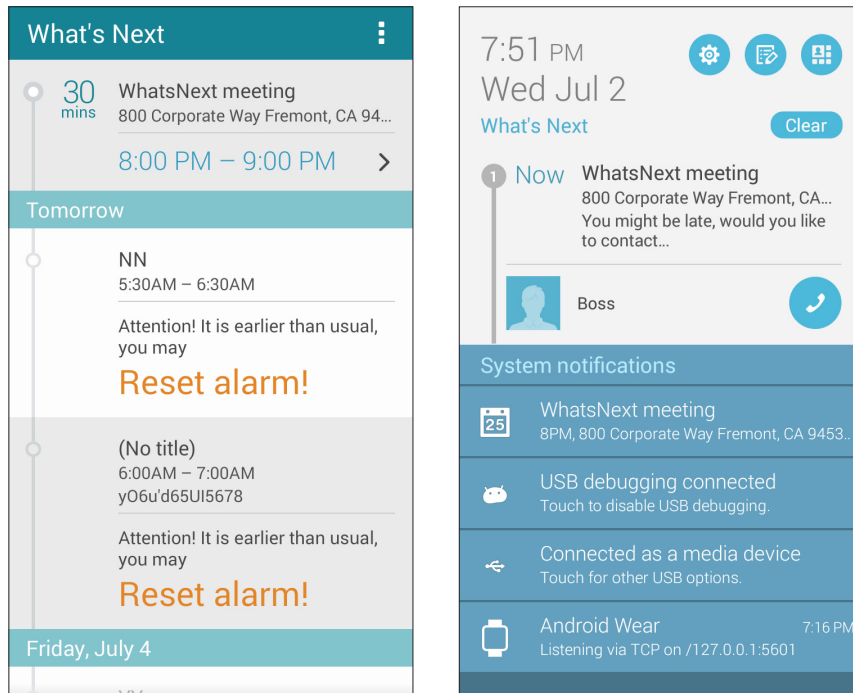 What's Next
30 mins
WhatsNext meeting
800 Corporate Way Fremont, CA 94...
8:00 PM – 9:00 PM
Tomorrow
NN
5:30AM – 6:30AM
Attention! It is earlier than usual,
you may
Reset alarm!
(No title)
6:00AM – 7:00AM
yO6u'd65UI5678
Attention! It is earlier than usual,
you may
Reset alarm!
Friday, July 4
7:51 PM
Wed Jul 2
What's Next
Clear
1 Now WhatsNext meeting
800 Corporate Way Fremont, CA...
You might be late, would you like
to contact...
Boss
System notifications
25
WhatsNext meeting
8PM, 800 Corporate Way Fremont, CA 9453..
USB debugging connected
Touch to disable USB debugging.
Connected as a media device
Touch for other USB options.
Android Wear 7:16 PM
Listening via TCP on /127.0.0.1:5601